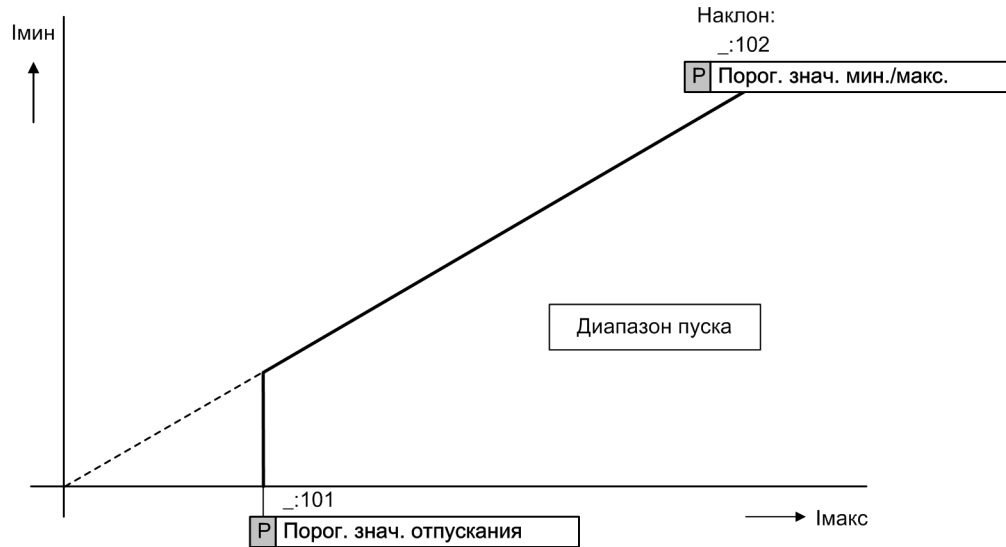 Наклон:
Iмин
_:102
P Порог. знач. мин./макс.
Диапазон пуска
_:101
Iмакс
P Порог. знач. отпускания